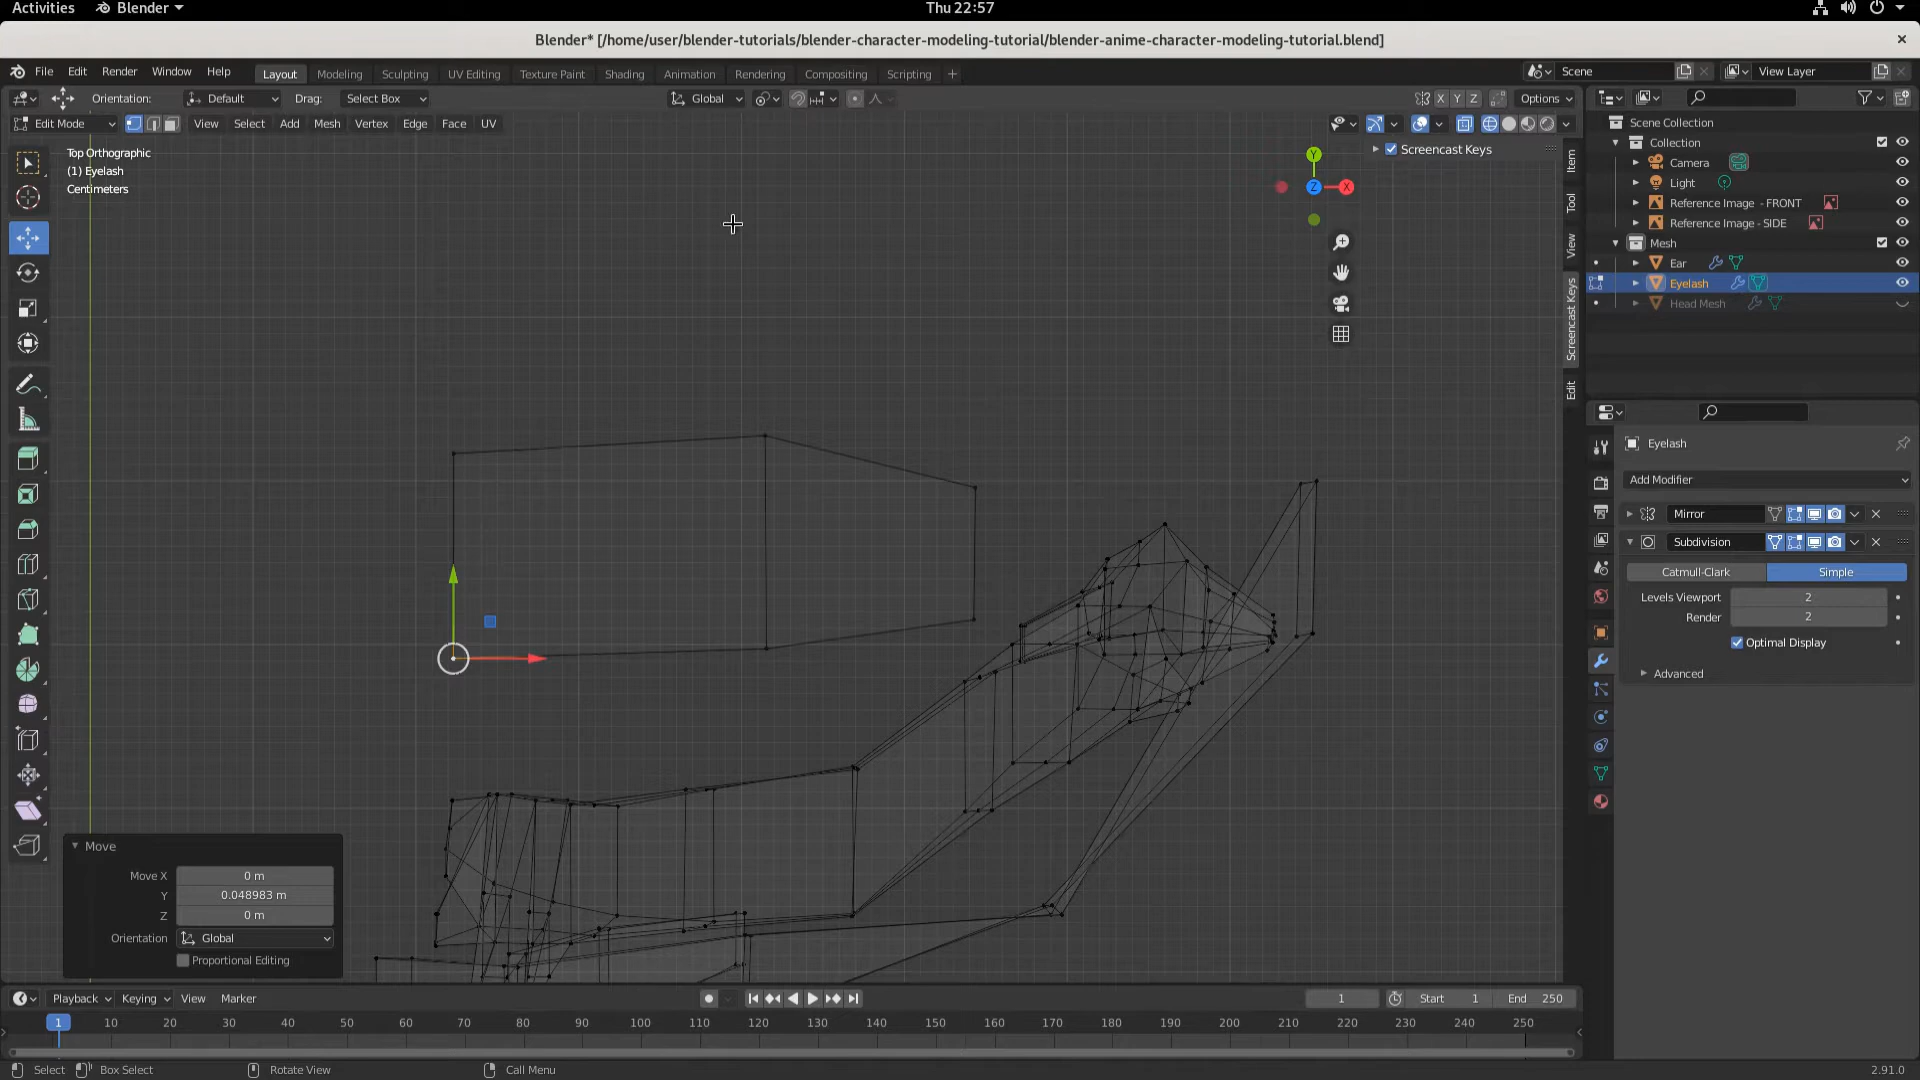 Activities Blender Thu 22:57
Blender* [/home/user/blender-tutorials/blender-character-modeling-tutorial/blender-anime-character-modeling-tutorial.blend]
File Edit Render Window Help Layout Modeling Sculpting UV Editing Texture Paint Shading Animation Rendering Compositing Scripting + Scene View Layer
Orientation: Default Drag: Select Box Global X Y Z Options
Edit Mode View Select Add Mesh Vertex Edge Face UV
Top Orthographic
(1) Eyelash
Centimeters
Screencast Keys
Y
Z X
Item
Tool
View
Screencast Keys
Edit
Scene Collection
Collection
Camera
Light
Reference Image - FRONT
Reference Image - SIDE
Mesh
Ear
Eyelash
Head Mesh
Eyelash
Add Modifier
Mirror
Subdivision
Catmull-Clark Simple
Levels Viewport 2
Render 2
Optimal Display
Advanced
Move
Move X 0 m
Y 0.048983 m
Z 0 m
Orientation Global
Proportional Editing
Playback Keying View Marker 1 Start 1 End 250
1 10 20 30 40 50 60 70 80 90 100 110 120 130 140 150 160 170 180 190 200 210 220 230 240 250
Select Box Select Rotate View Call Menu 2.91.0